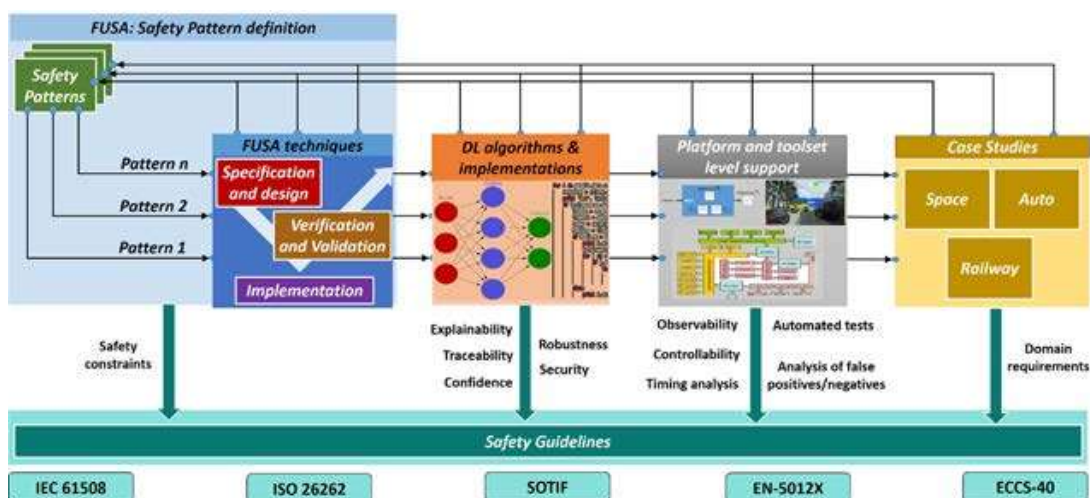 FUSA: Safety Pattern definition
Safety
Patterns
FUSA techniques
DL algorithms &
implementations
Platform and toolset
level support
Case Studies
Pattern n
Specification
and design
Space
Auto
Pattern 2
Verification
and Validation
Pattern 1
Railway
Implementation
Safety
constraints
Explainability
Traceability
Confidence
Robustness
Security
Observability
Controllability
Timing analysis
Automated tests
Analysis of false
positives/negatives
Domain
requirements
Safety Guidelines
IEC 61508
ISO 26262
SOTIF
EN-5012X
ECCS-40